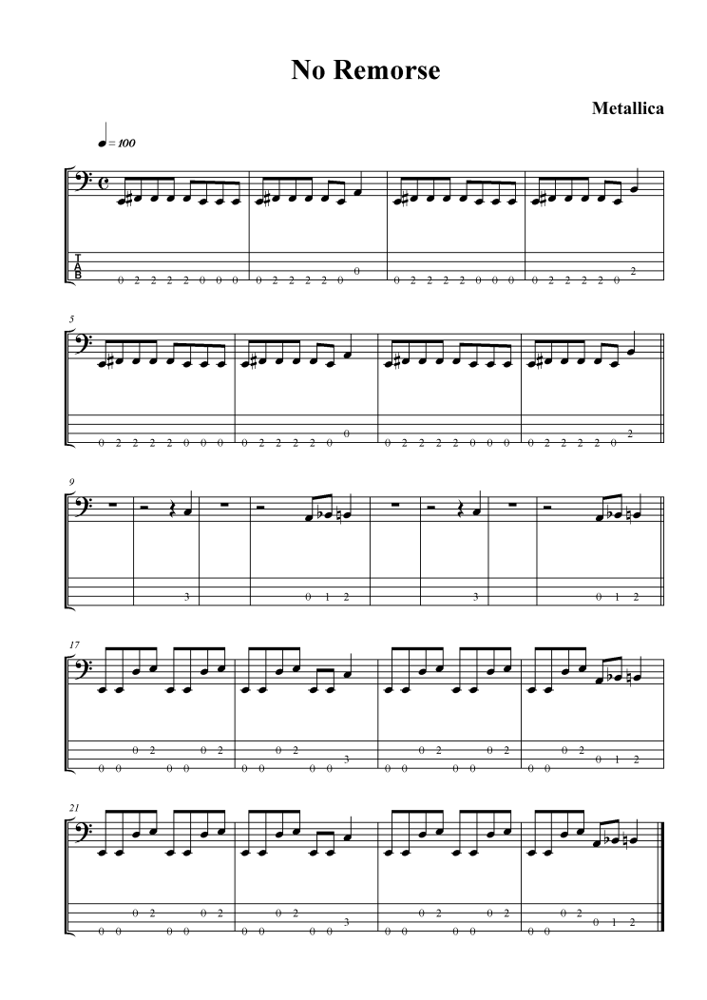 No Remorse
Metallica
= 100
T
A
B
0 2 2 2 2 0 0 0 0 2 2 2 2 0 0 0 2 2 2 2 0 0 0 0 2 2 2 2 0 2
5
0 2 2 2 2 0 0 0 0 2 2 2 2 0 0 0 2 2 2 2 0 0 0 0 2 2 2 2 0 2
9
3 0 1 2 3 0 1 2
17
0 0 0 2 0 0 0 2 0 0 0 2 0 0 3 0 0 0 2 0 0 0 2 0 0 0 2 0 1 2
21
0 0 0 2 0 0 0 2 0 0 0 2 0 0 3 0 0 0 2 0 0 0 2 0 0 0 2 0 1 2